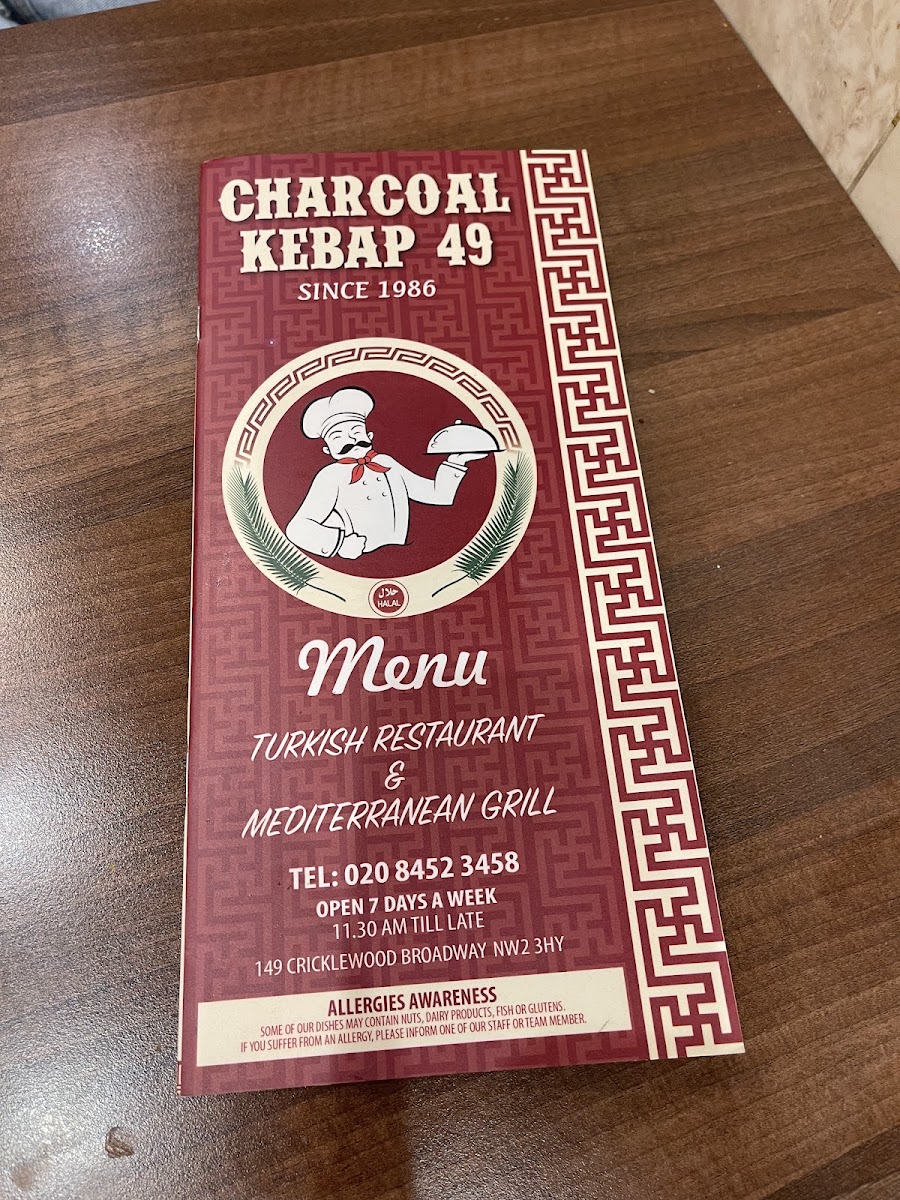 CHARCOAL
KEBAP 49
SINCE 1986
حلال
HALAL
Menu
TURKISH RESTAURANT
&
MEDITERRANEAN GRILL
TEL: 020 8452 3458
OPEN 7 DAYS A WEEK
11.30 AM TILL LATE
149 CRICKLEWOOD BROADWAY NW2 3HY
ALLERGIES AWARENESS
SOME OF OUR DISHES MAY CONTAIN NUTS, DAIRY PRODUCTS, FISH OR GLUTENS.
IF YOU SUFFER FROM AN ALLERGY, PLEASE INFORM ONE OF OUR STAFF OR TEAM MEMBER.